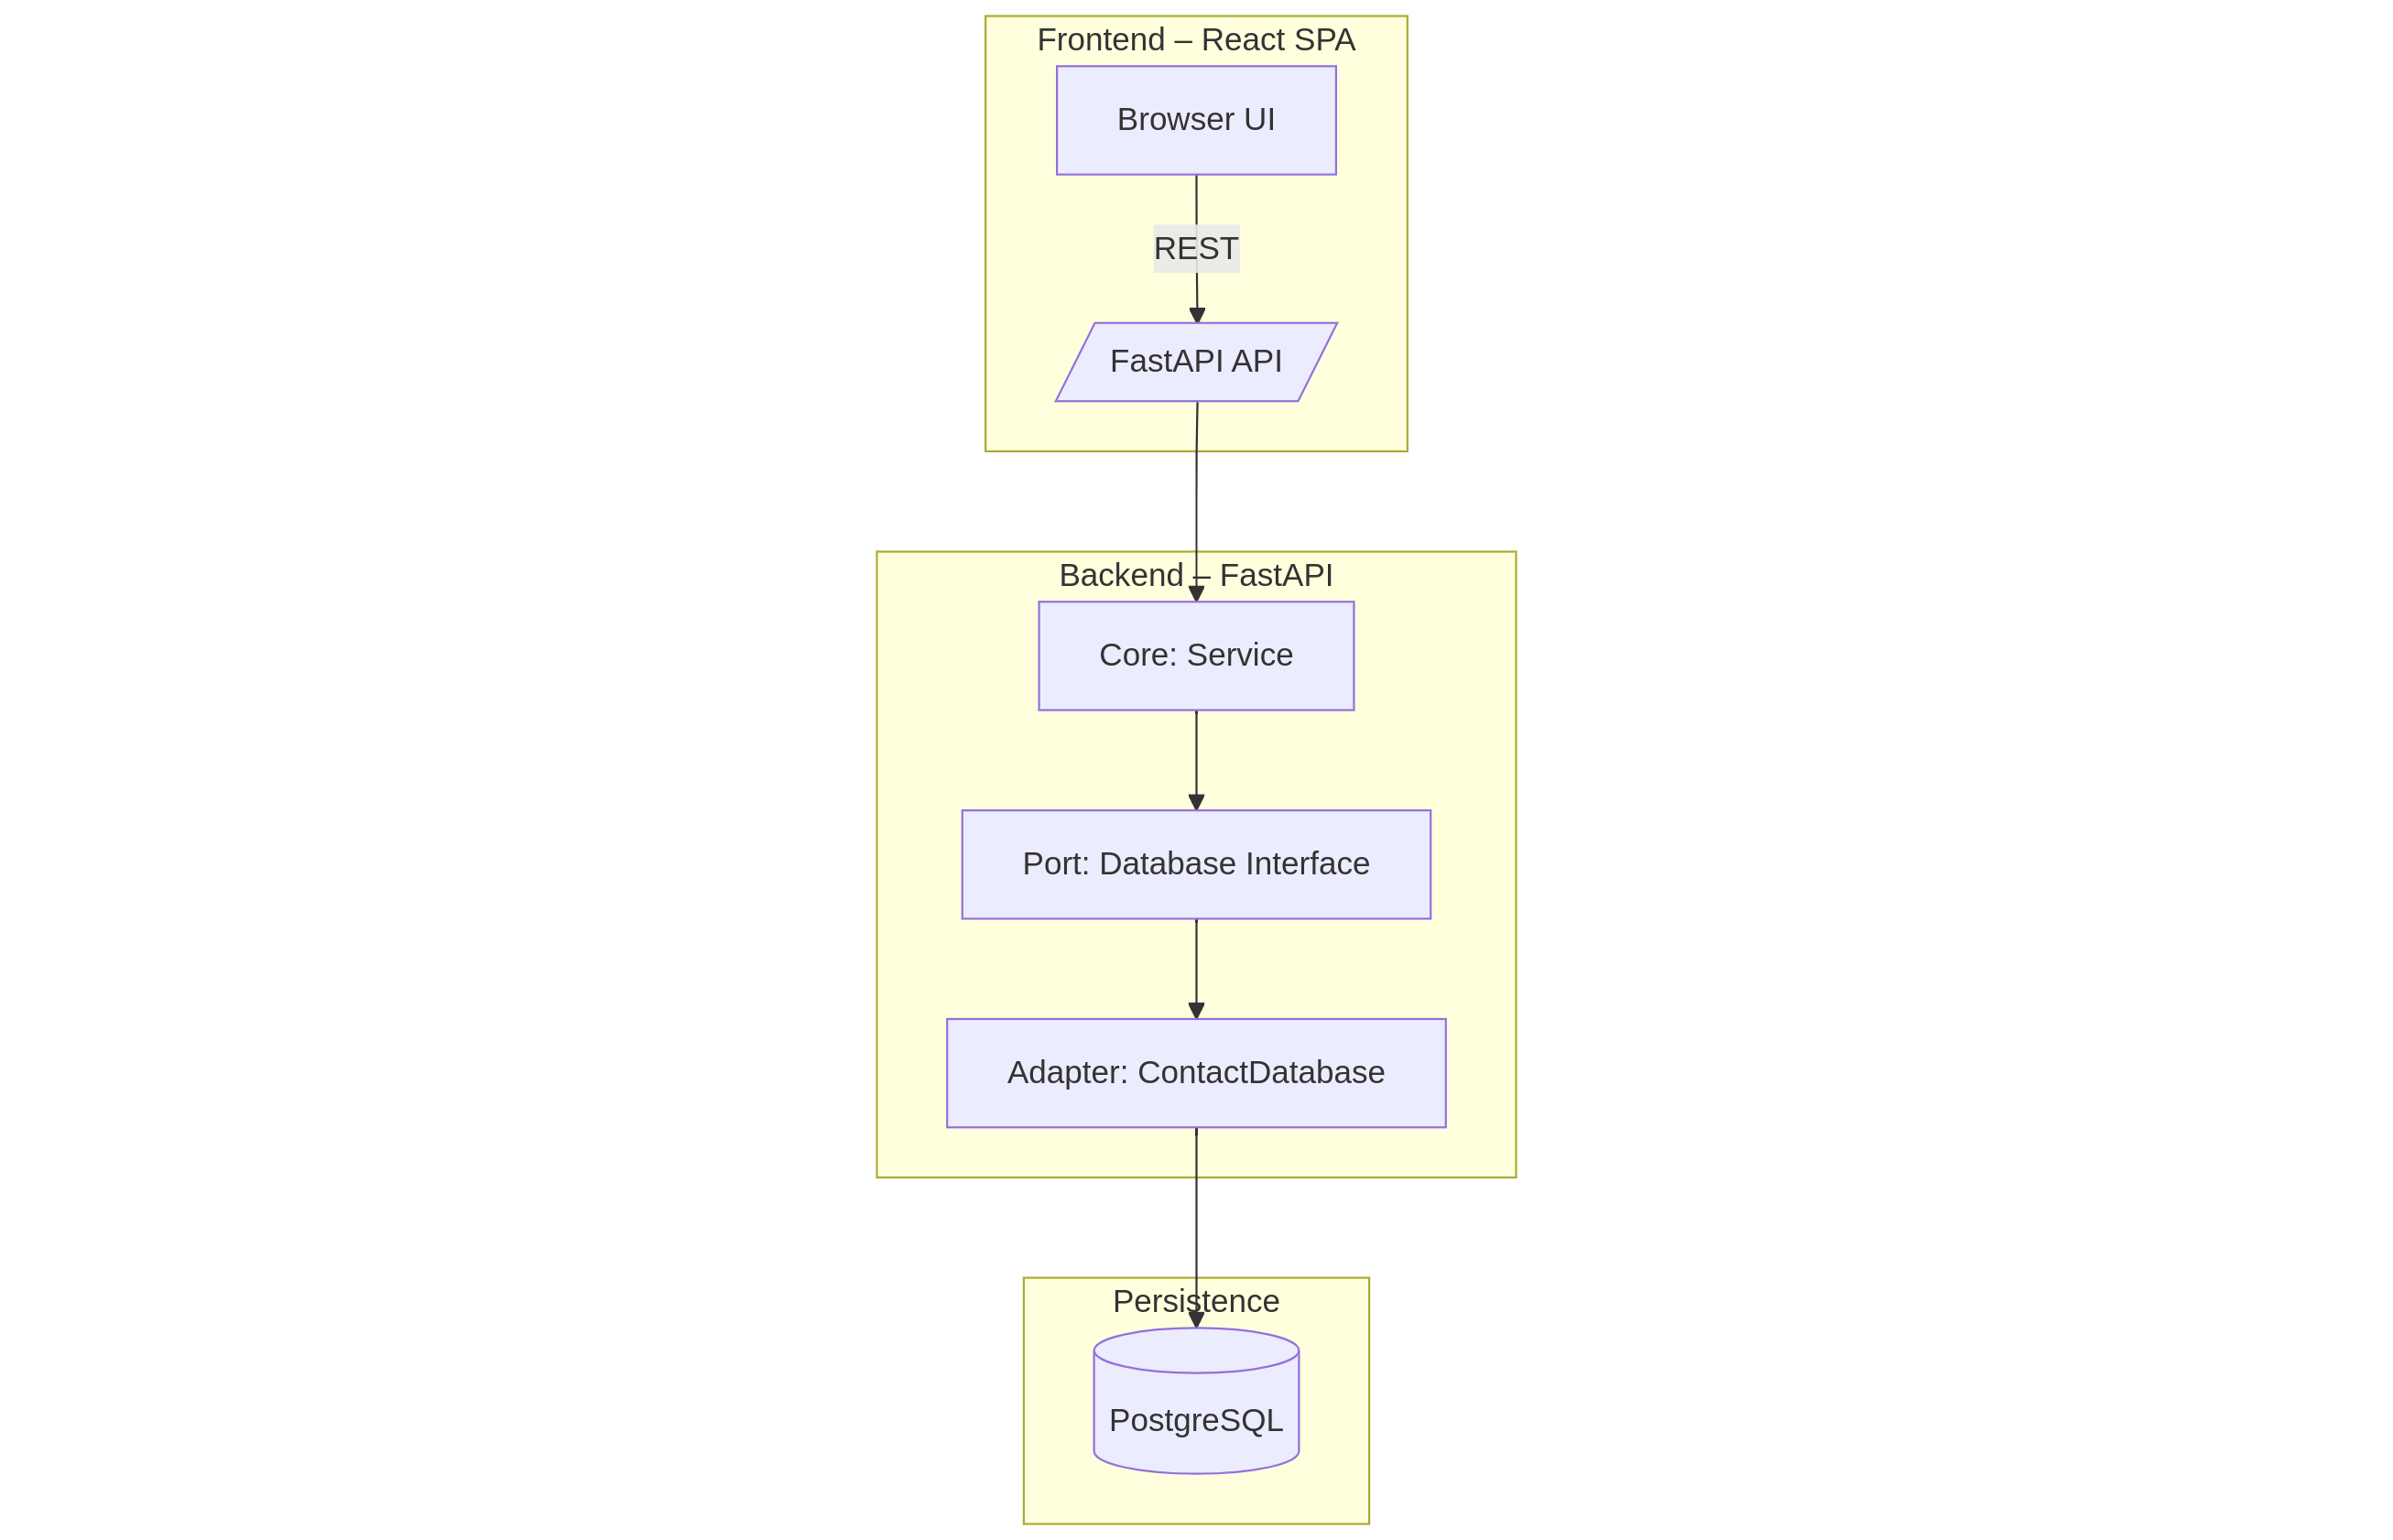 Frontend – React SPA
Browser UI
REST
FastAPI API
Backend – FastAPI
Core: Service
Port: Database Interface
Adapter: ContactDatabase
Persistence
PostgreSQL